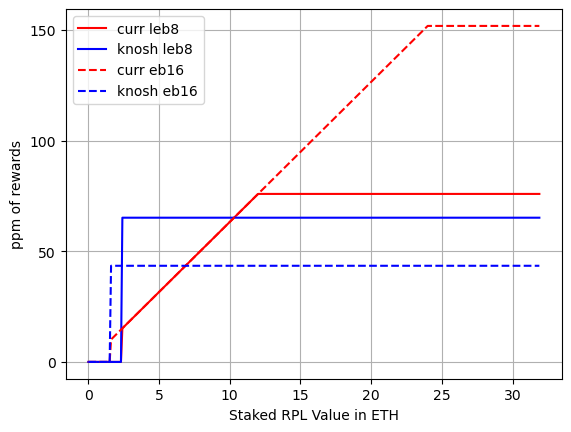 curr leb8
knosh leb8
curr eb16
knosh eb16
ppm of rewards
150
100
50
0
0 5 10 15 20 25 30
Staked RPL Value in ETH